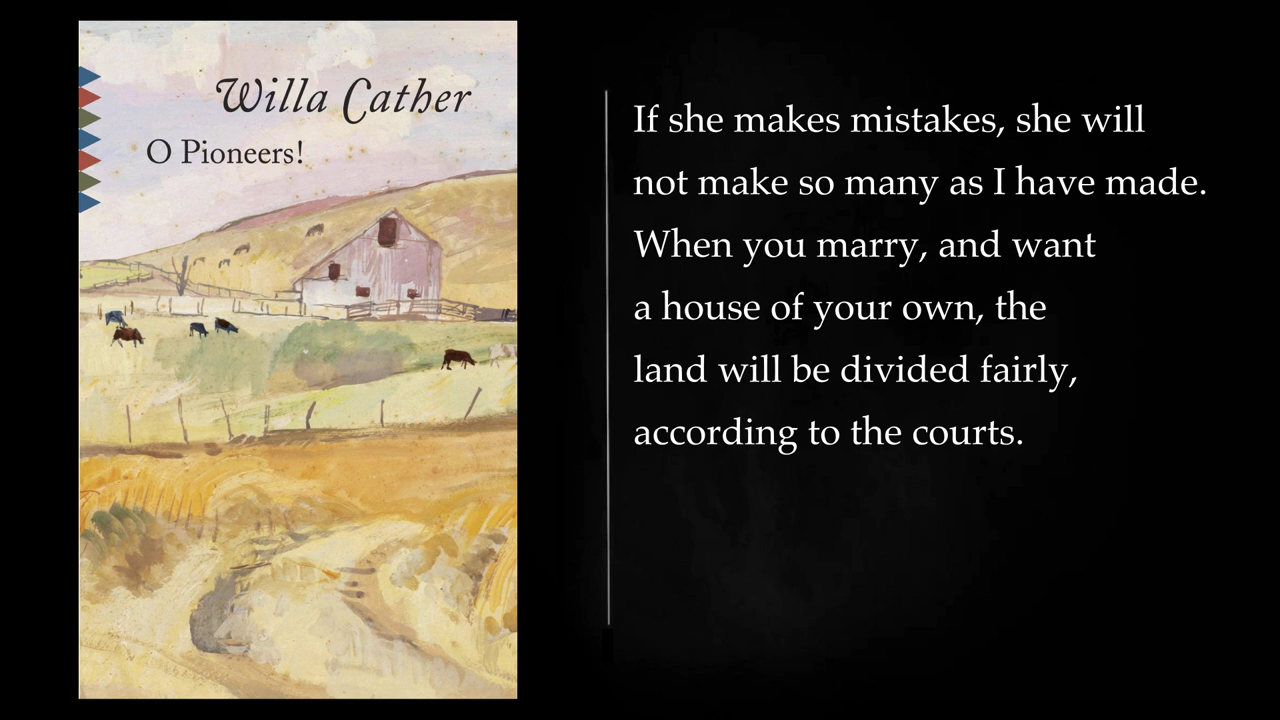 Willa Cather
O Pioneers!
If she makes mistakes, she will
not make so many as I have made.
When you marry, and want
a house of your own, the
land will be divided fairly,
according to the courts.